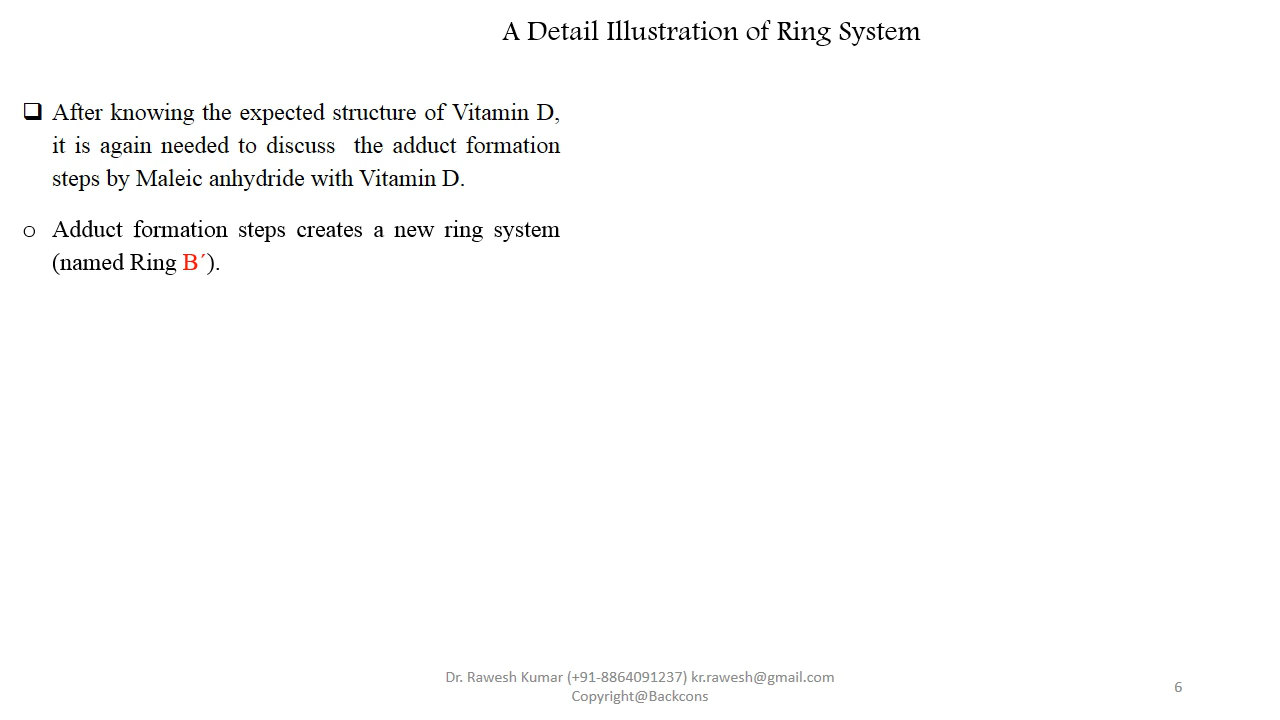 A Detail Illustration of Ring System
❑ After knowing the expected structure of Vitamin D,
it is again needed to discuss the adduct formation
steps by Maleic anhydride with Vitamin D.
o Adduct formation steps creates a new ring system
(named Ring B´).
Dr. Rawesh Kumar (+91-8864091237) kr.rawesh@gmail.com
Copyright@Backcons
6